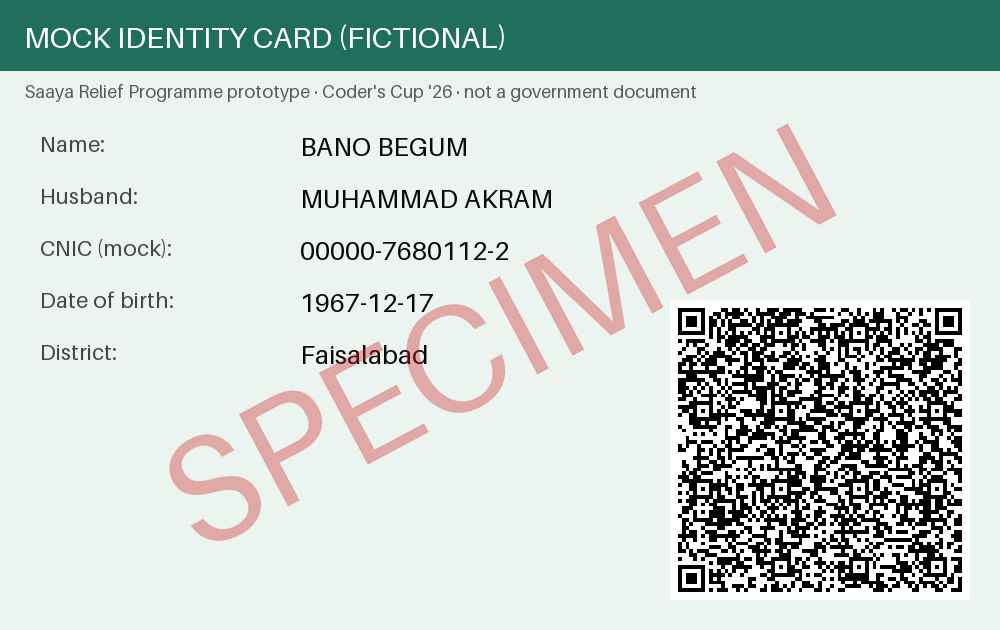 MOCK IDENTITY CARD (FICTIONAL)
Saaya Relief Programme prototype · Coder's Cup '26 · not a government document
Name: BANO BEGUM
Husband: MUHAMMAD AKRAM
CNIC (mock): 00000-7680112-2
Date of birth: 1967-12-17
District: Faisalabad
SPECIMEN